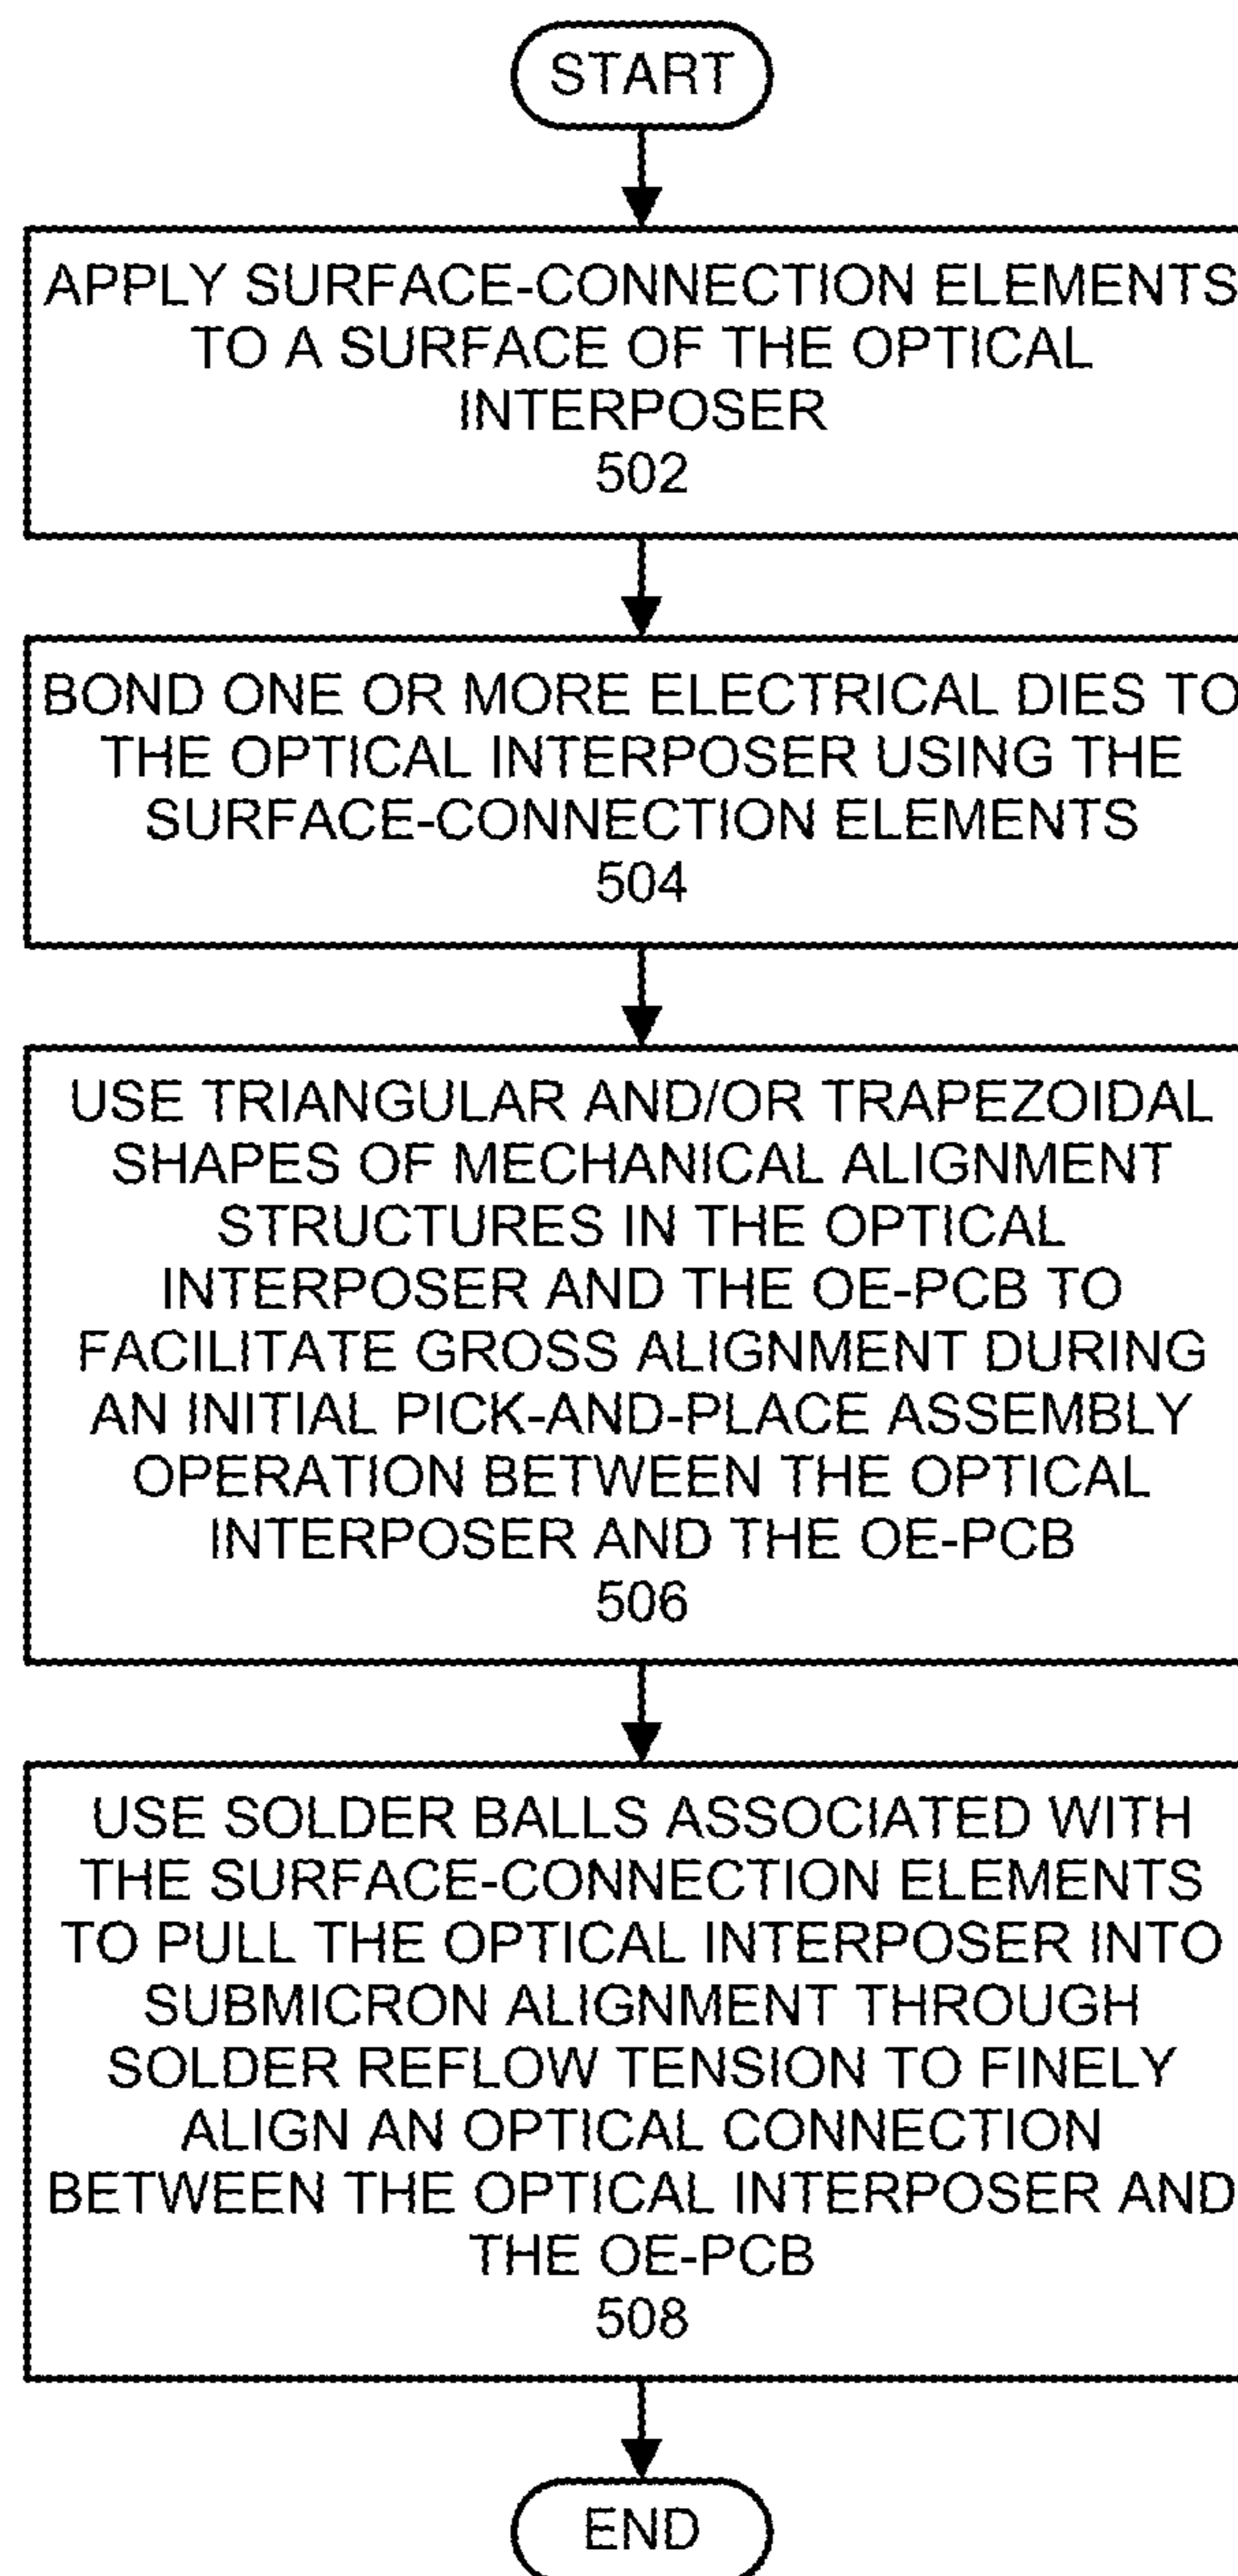 START
APPLY SURFACE-CONNECTION ELEMENTS
TO A SURFACE OF THE OPTICAL
INTERPOSER
502
BOND ONE OR MORE ELECTRICAL DIES TO
THE OPTICAL INTERPOSER USING THE
SURFACE-CONNECTION ELEMENTS
504
USE TRIANGULAR AND/OR TRAPEZOIDAL
SHAPES OF MECHANICAL ALIGNMENT
STRUCTURES IN THE OPTICAL
INTERPOSER AND THE OE-PCB TO
FACILITATE GROSS ALIGNMENT DURING
AN INITIAL PICK-AND-PLACE ASSEMBLY
OPERATION BETWEEN THE OPTICAL
INTERPOSER AND THE OE-PCB
506
USE SOLDER BALLS ASSOCIATED WITH
THE SURFACE-CONNECTION ELEMENTS
TO PULL THE OPTICAL INTERPOSER INTO
SUBMICRON ALIGNMENT THROUGH
SOLDER REFLOW TENSION TO FINELY
ALIGN AN OPTICAL CONNECTION
BETWEEN THE OPTICAL INTERPOSER AND
THE OE-PCB
508
END